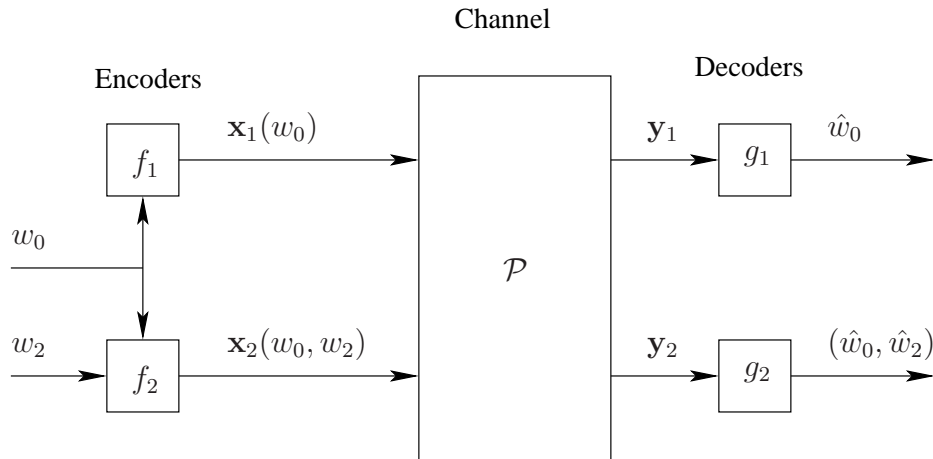 Channel
Encoders
Decoders
f₁
𝐱₁(w₀)
𝐲₁
g₁
ŵ₀
w₀
𝒫
w₂
f₂
𝐱₂(w₀, w₂)
𝐲₂
g₂
(ŵ₀, ŵ₂)